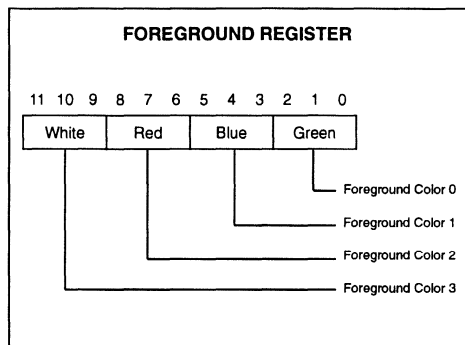 FOREGROUND REGISTER
11 10 9 8 7 6 5 4 3 2 1 0
White Red Blue Green
Foreground Color 0
Foreground Color 1
Foreground Color 2
Foreground Color 3